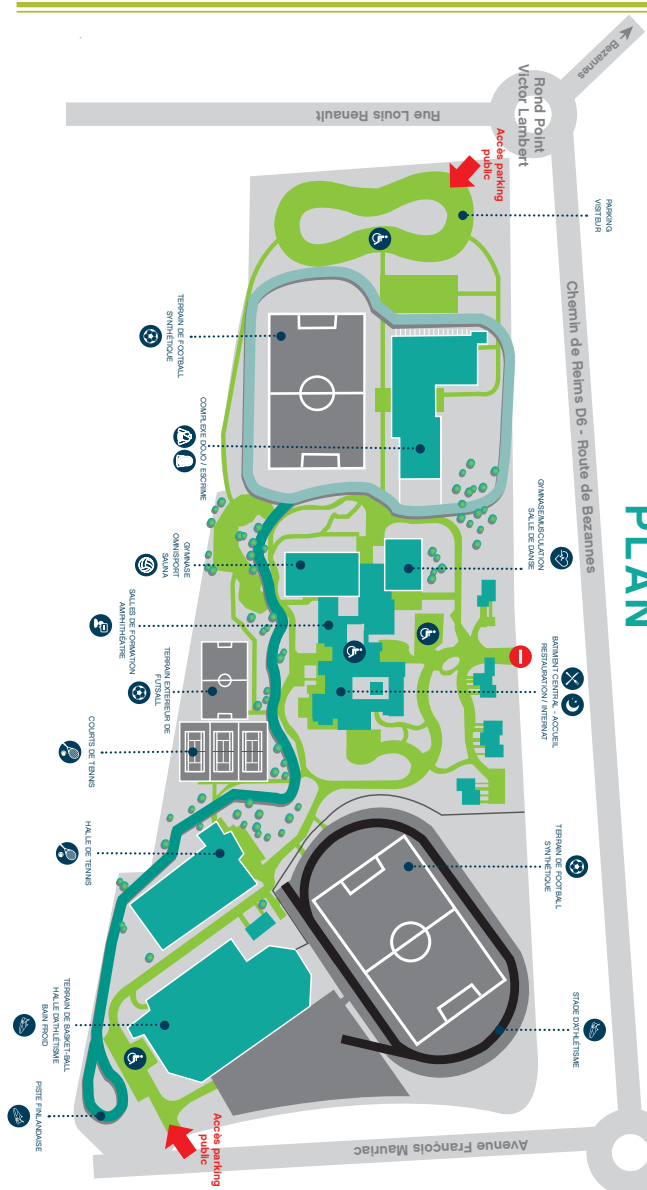 PLAN
Bezannes
Rond Point
Victor Lambert
Rue Louis Renault
Chemin de Reims D6 - Route de Bezannes
Avenue François Mauriac
Accès parking
public
PARKING
VISITEUR
TERRAIN DE FOOTBALL
SYNTHÉTIQUE
COMPLEXE DOJO / ESCRIME
GYMNASE/MUSCULATION
SALLE DE DANSE
GYMNASE
OMNISPORT
SAUNA
SALLES DE FORMATION
AMPHITHÉATRE
BATIMENT CENTRAL - ACCUEIL
RESTAURATION / INTERNAT
TERRAIN EXTERIEUR DE
FUTSALL
COURTS DE TENNIS
HALLE DE TENNIS
TERRAIN DE FOOTBALL
SYNTHÉTIQUE
STADE D'ATHLÉTISME
TERRAIN DE BASKET-BALL
HALLE D'ATHLÉTISME
BAIN FROID
PISTE FINLANDAISE
Accès parking
public